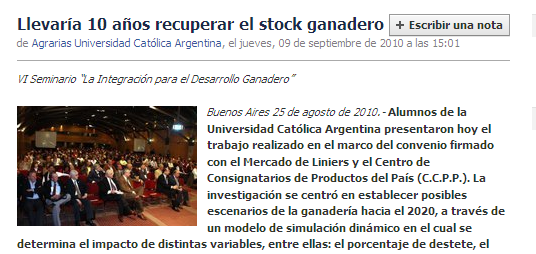 Llevaría 10 años recuperar el stock ganadero
+ Escribir una nota
de Agrarias Universidad Católica Argentina, el jueves, 09 de septiembre de 2010 a las 15:01
VI Seminario “La Integración para el Desarrollo Ganadero”
Buenos Aires 25 de agosto de 2010.- Alumnos de la
Universidad Católica Argentina presentaron hoy el
trabajo realizado en el marco del convenio firmado
con el Mercado de Liniers y el Centro de
Consignatarios de Productos del País (C.C.P.P.). La
investigación se centró en establecer posibles
escenarios de la ganadería hacia el 2020, a través de
un modelo de simulación dinámico en el cual se
determina el impacto de distintas variables, entre ellas: el porcentaje de destete, el